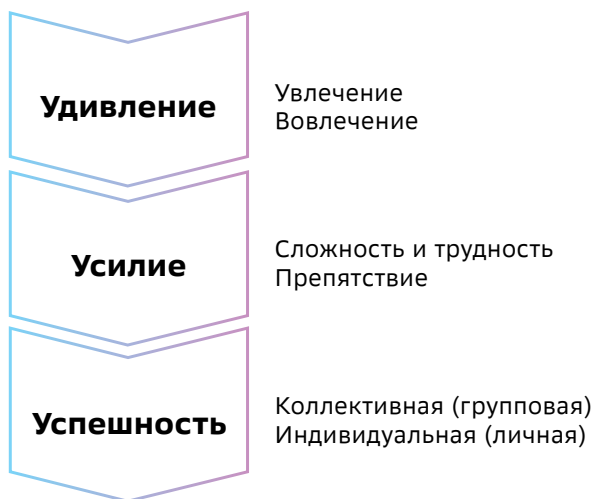 Удивление
Увлечение
Вовлечение
Усилие
Сложность и трудность
Препятствие
Успешность
Коллективная (групповая)
Индивидуальная (личная)